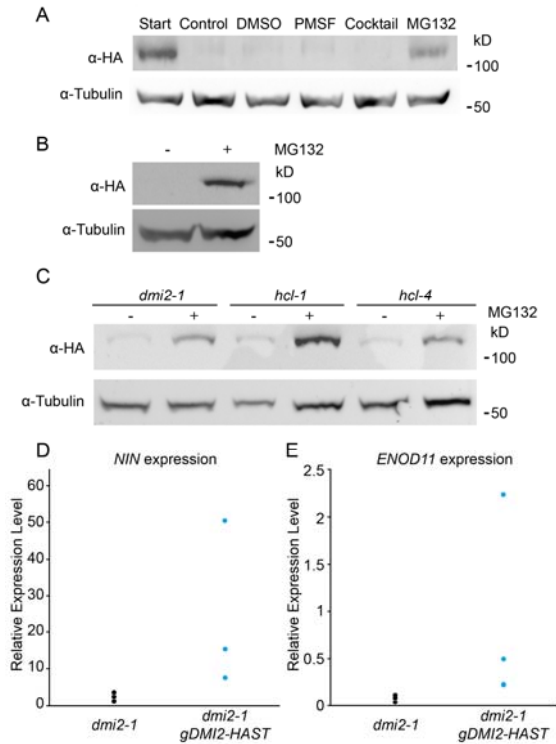 A
Start Control DMSO PMSF Cocktail MG132
kD
α-HA
-100
α-Tubulin
-50
B
- + MG132
kD
α-HA
-100
α-Tubulin
-50
C
dmi2-1 hcl-1 hcl-4
- + - + - + MG132
kD
α-HA
-100
α-Tubulin
-50
D
NIN expression
Relative Expression Level
60
50
40
30
20
10
0
dmi2-1
dmi2-1
gDMI2-HAST
E
ENOD11 expression
Relative Expression Level
2.5
2
1.5
1
0.5
0
dmi2-1
dmi2-1
gDMI2-HAST